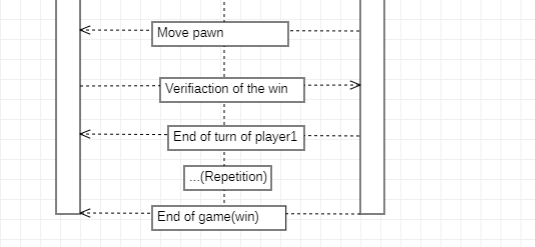 Move pawn
Verifiaction of the win
End of turn of player1
...(Repetition)
End of game(win)